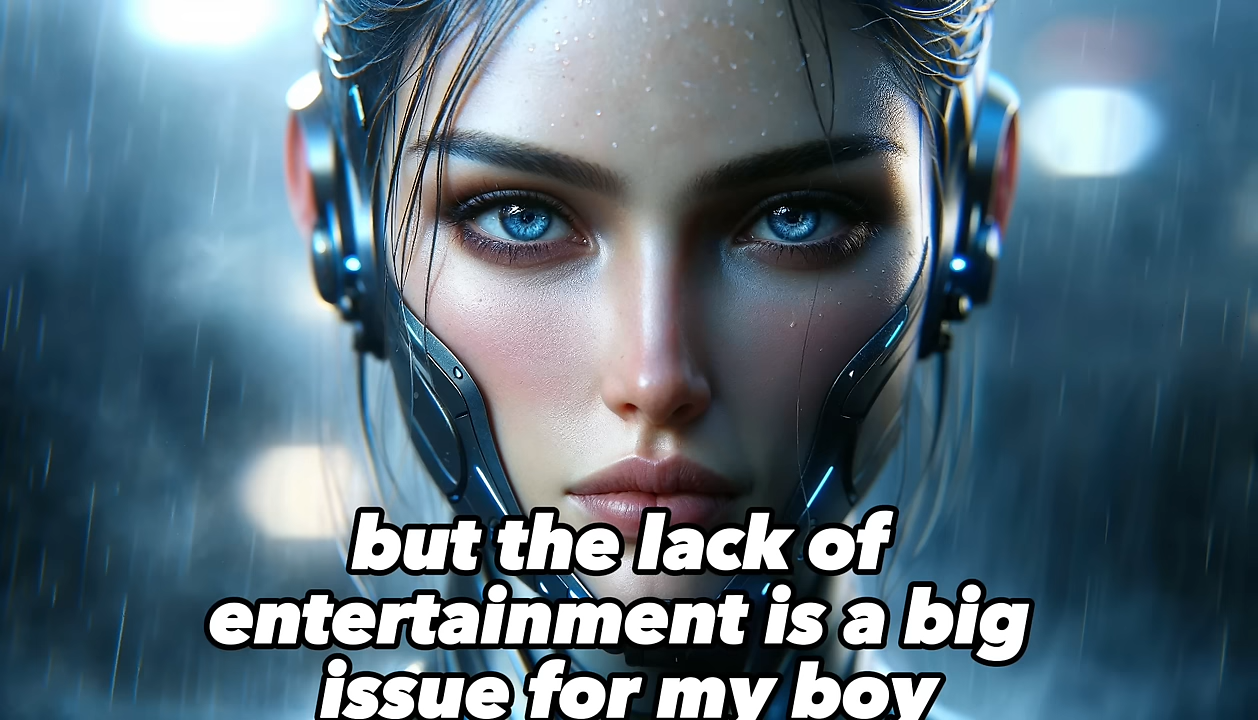 but the lack of
entertainment is a big
issue for my boy